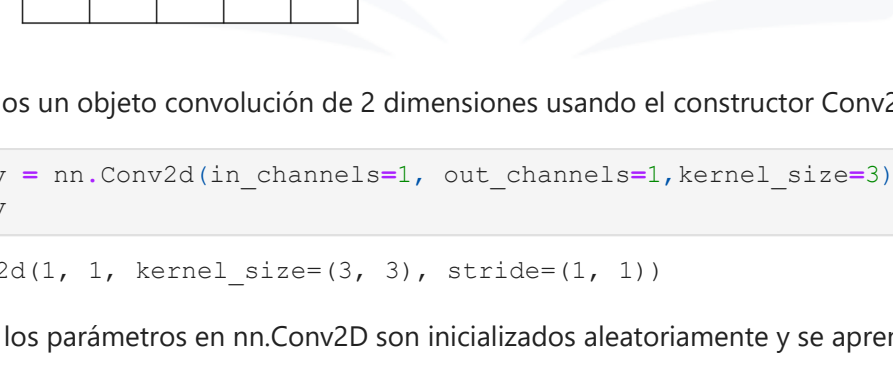 os un objeto convolución de 2 dimensiones usando el constructor Conv2
= nn.Conv2d(in_channels=1, out_channels=1,kernel_size=3)
2d(1, 1, kernel_size=(3, 3), stride=(1, 1))
los parámetros en nn.Conv2D son inicializados aleatoriamente y se apren